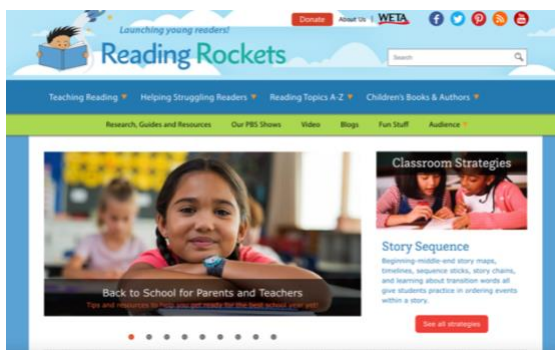 Launching young readers!
Reading Rockets
Donate About Us | WETA
Search
Teaching Reading Helping Struggling Readers Reading Topics A-Z Children's Books & Authors
Research, Guides and Resources Our PBS Shows Video Blogs Fun Stuff Audience
Back to School for Parents and Teachers
Tips and resources to help you get ready for the best school year yet!
Classroom Strategies
Story Sequence
Beginning-middle-end story maps,
timelines, sequence sticks, story chains,
and learning about transition words all
give students practice in ordering events
within a story.
See all strategies